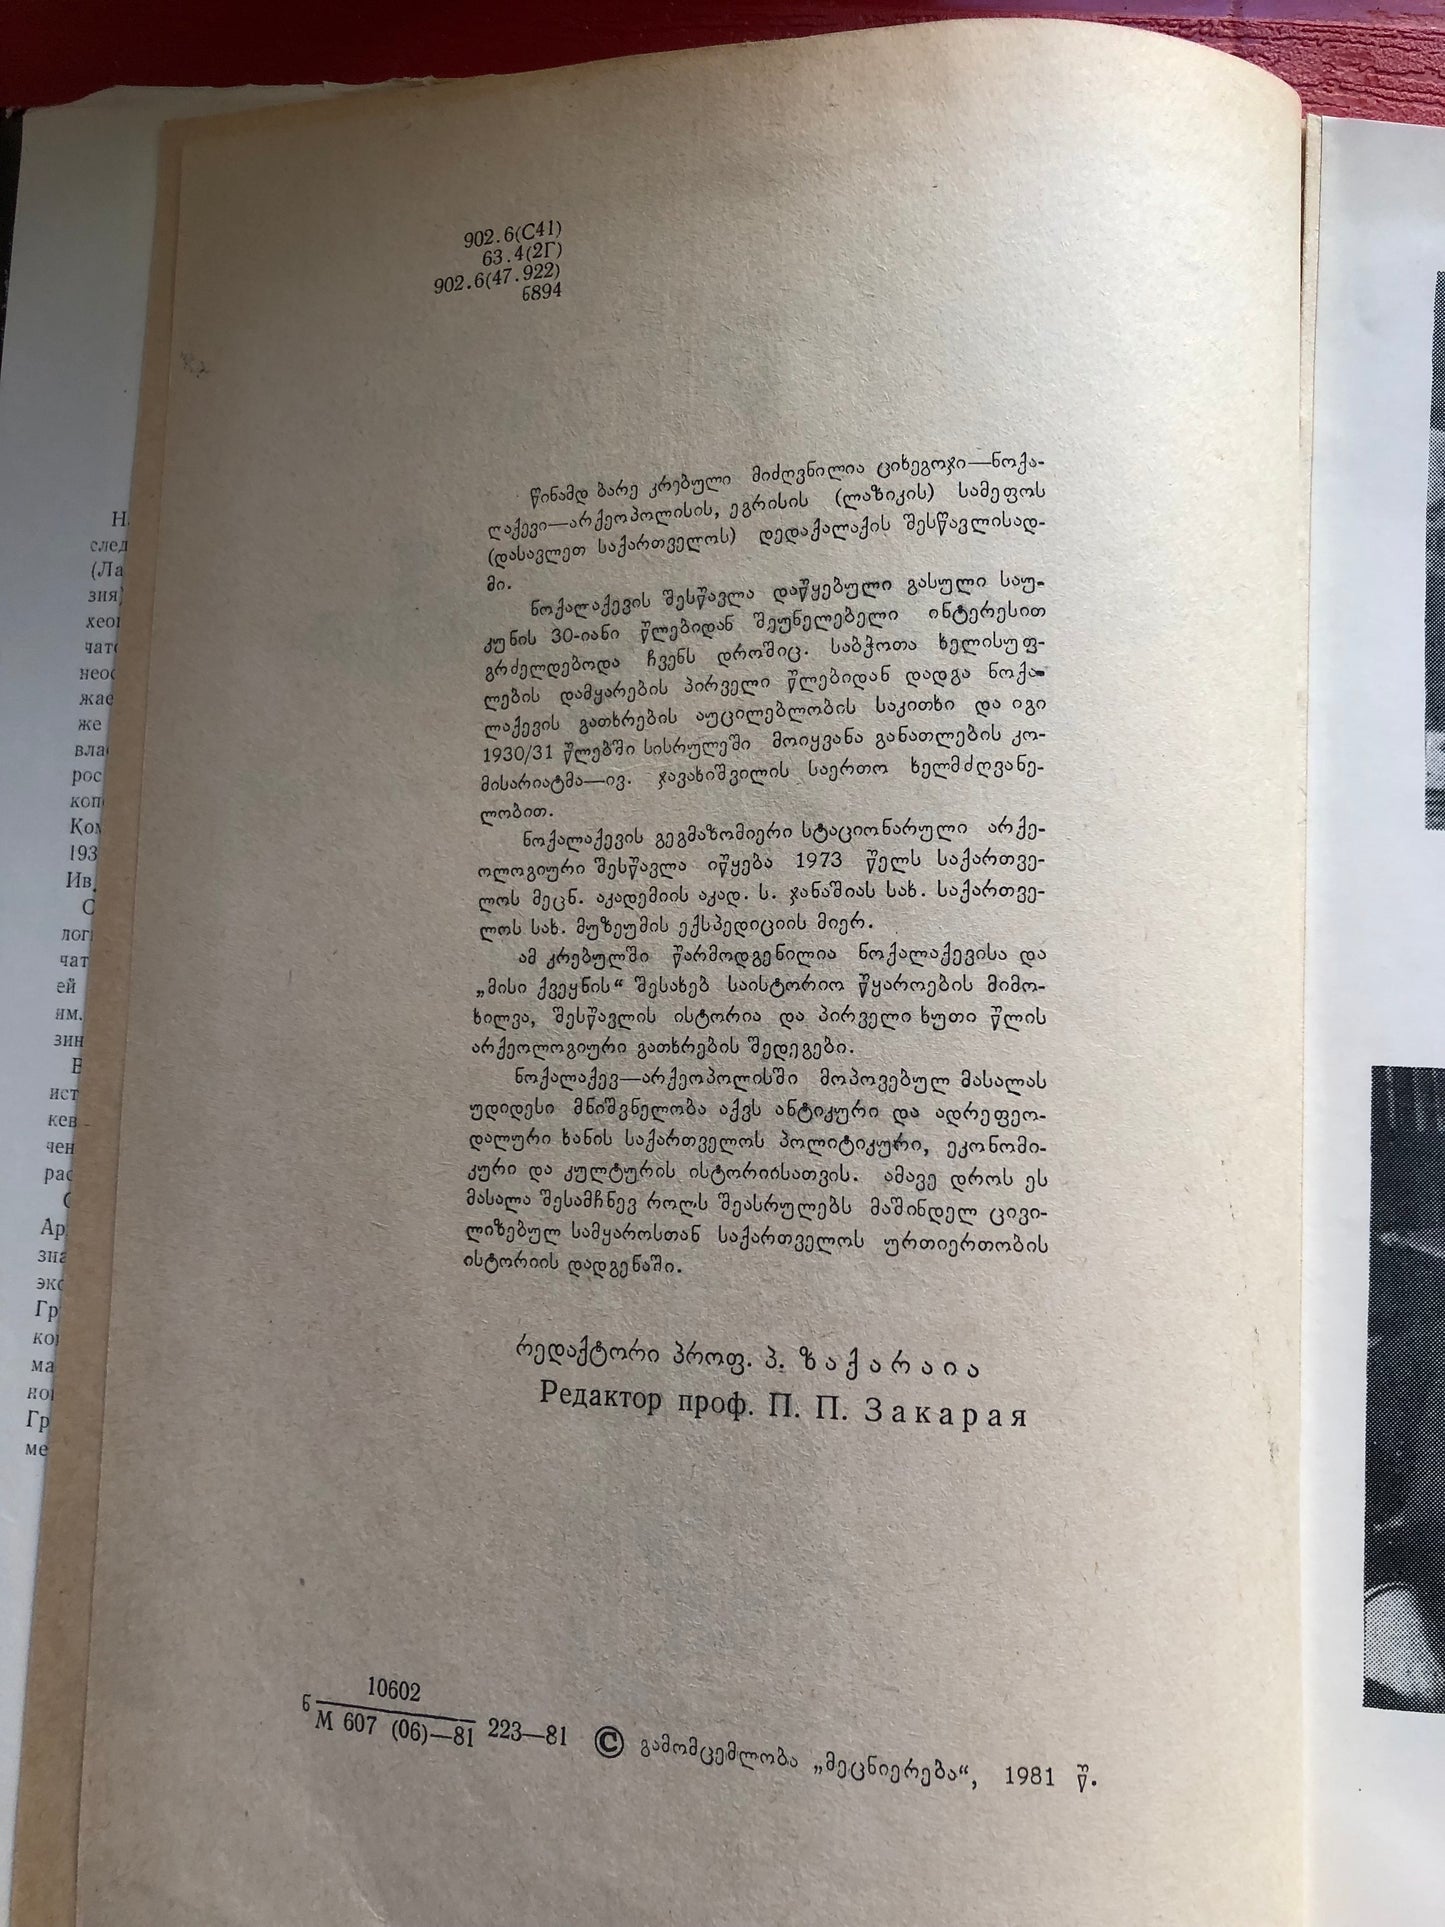 902.6(С41)
63.4(2Г)
902.6(47.922)
ნ894
წინამდ ბარე კრებული მიძღვნილია ციხეგოჯი—ნოქა-
ლაქევი—არქეოპოლისის, ეგრისის (ლაზიკის) სამეფოს
(დასავლეთ საქართველოს) დედაქალაქის შესწავლისად-
მი.
ნოქალაქევის შესწავლა დაწყებული გასული საუ-
კუნის 30-იანი წლებიდან შეუნელებელი ინტერესით
გრძელდებოდა ჩვენს დროშიც. საბჭოთა ხელისუფ-
ლების დამყარების პირველი წლებიდან დადგა ნოქა-
ლაქევის გათხრების აუცილებლობის საკითხი და იგი
1930/31 წლებში სისრულეში მოიყვანა განათლების კო-
მისარიატმა—ივ. ჯავახიშვილის საერთო ხელმძღვანე-
ლობით.
ნოქალაქევის გეგმაზომიერი სტაციონარული არქე-
ოლოგიური შესწავლა იწყება 1973 წელს საქართვე-
ლოს მეცნ. აკადემიის აკად. ს. ჯანაშიას სახ. საქართვე-
ლოს სახ. მუზეუმის ექსპედიციის მიერ.
ამ კრებულში წარმოდგენილია ნოქალაქევისა და
„მისი ქვეყნის“ შესახებ საისტორიო წყაროების მიმო-
ხილვა, შესწავლის ისტორია და პირველი ხუთი წლის
არქეოლოგიური გათხრების შედეგები.
ნოქალაქევ—არქეოპოლისში მოპოვებულ მასალას
უდიდესი მნიშვნელობა აქვს ანტიკური და ადრეფეო-
დალური ხანის საქართველოს პოლიტიკური, ეკონომი-
კური და კულტურის ისტორიისათვის. ამავე დროს ეს
მასალა შესამჩნევ როლს შეასრულებს მაშინდელ ცივი-
ლიზებულ სამყაროსთან საქართველოს ურთიერთობის
ისტორიის დადგენაში.
რედაქტორი პროფ. პ. ზაქარაია
Редактор проф. П. П. Закарая
ნ 10602
М 607 (06)—81 223—81
© გამომცემლობა „მეცნიერება“, 1981 წ.